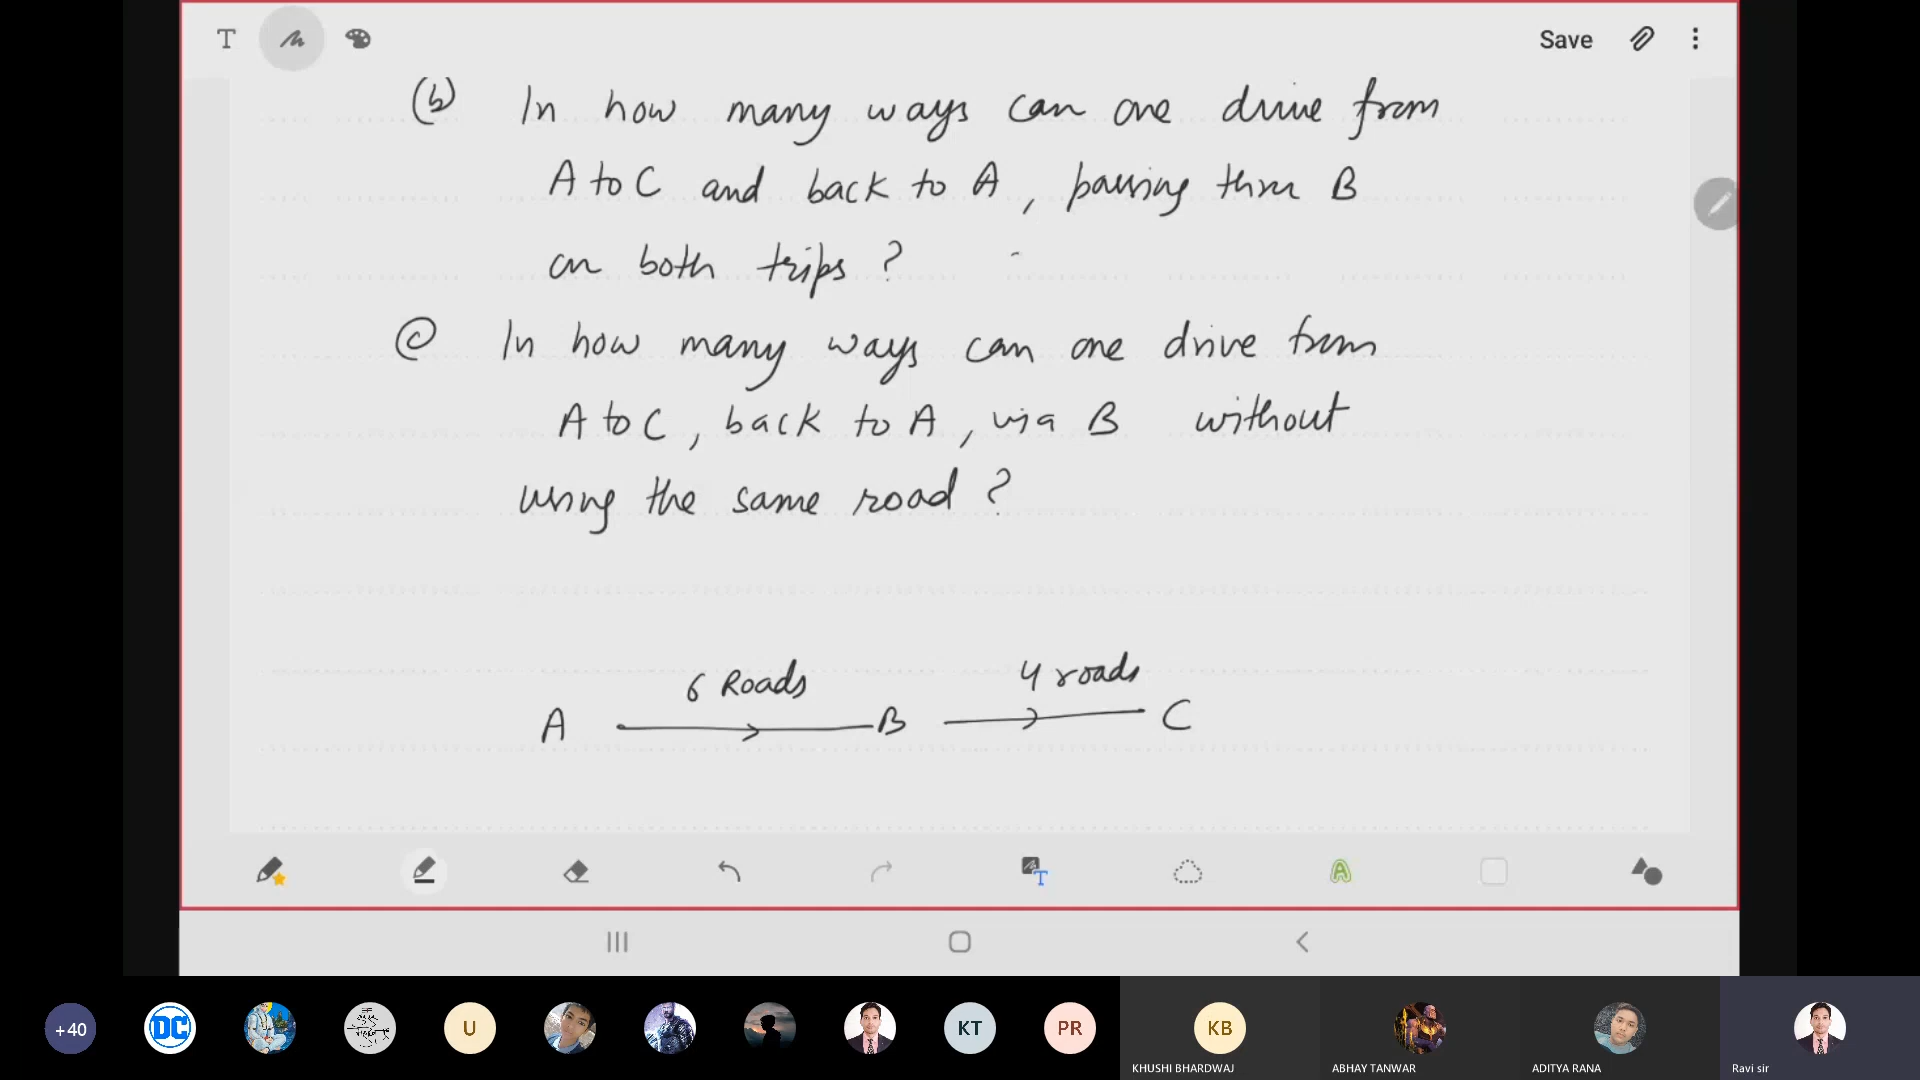 T
Save
(b) In how many ways can one drive from
A to C and back to A, passing thru B
on both trips?
(c) In how many ways can one drive from
A to C, back to A, via B without
using the same road?
6 Roads 4 roads
A B C
T
A
+40
DC
U
KT
PR
KB
KHUSHI BHARDWAJ
ABHAY TANWAR
ADITYA RANA
Ravi sir